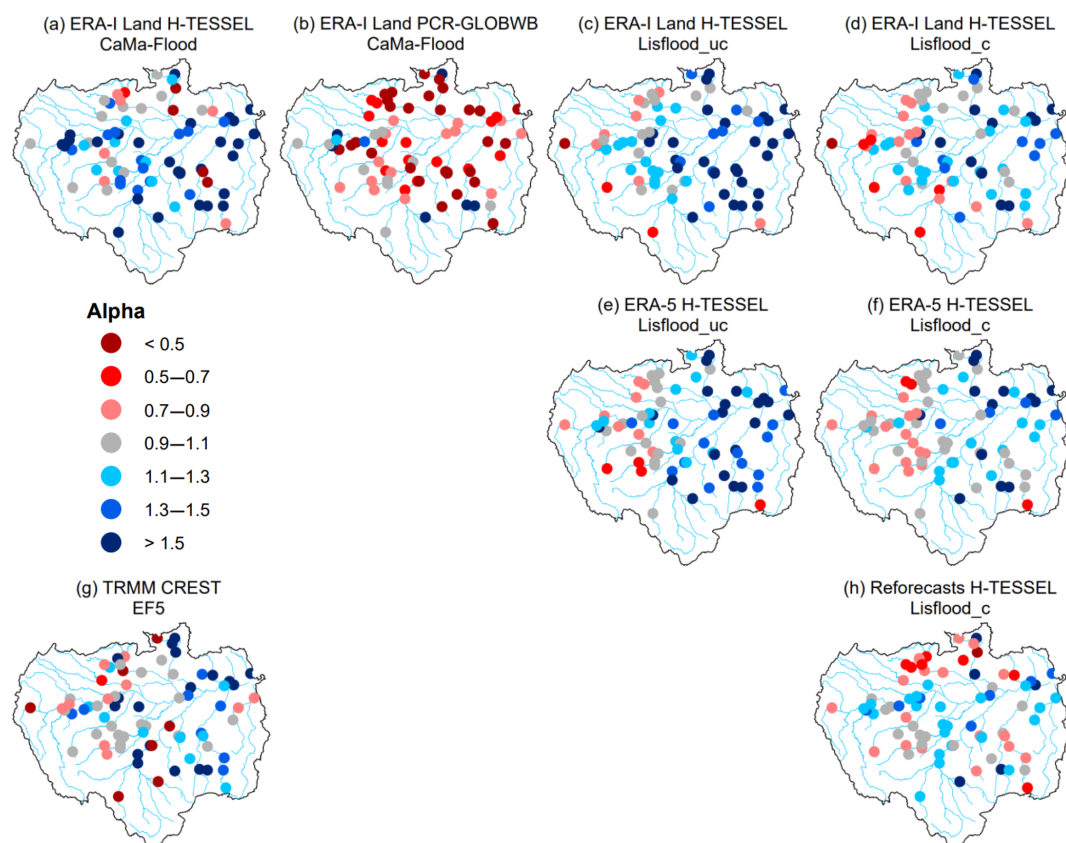 (a) ERA-I Land H-TESSEL
CaMa-Flood
(b) ERA-I Land PCR-GLOBWB
CaMa-Flood
(c) ERA-I Land H-TESSEL
Lisflood_uc
(d) ERA-I Land H-TESSEL
Lisflood_c
Alpha
< 0.5
0.5—0.7
0.7—0.9
0.9—1.1
1.1—1.3
1.3—1.5
> 1.5
(e) ERA-5 H-TESSEL
Lisflood_uc
(f) ERA-5 H-TESSEL
Lisflood_c
(g) TRMM CREST
EF5
(h) Reforecasts H-TESSEL
Lisflood_c